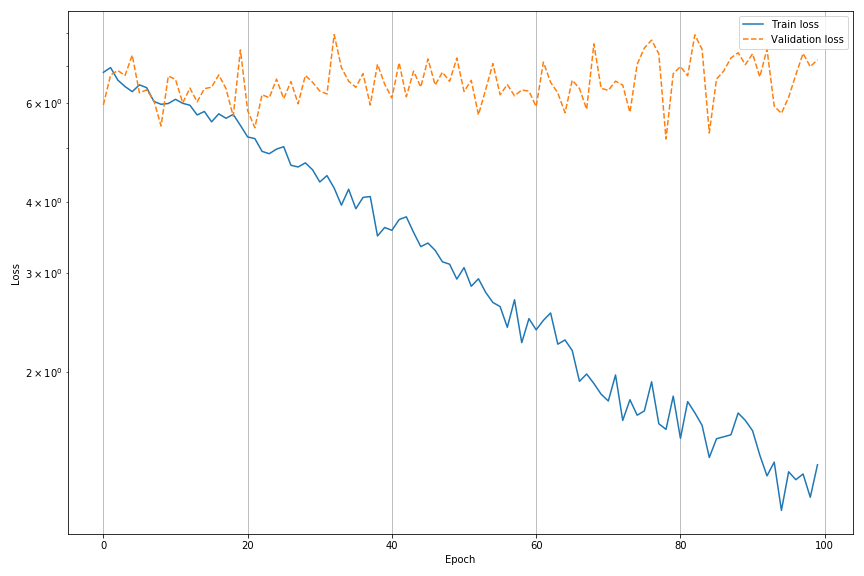 Train loss
Validation loss
6 × 10⁰
4 × 10⁰
3 × 10⁰
2 × 10⁰
Loss
0 20 40 60 80 100
Epoch